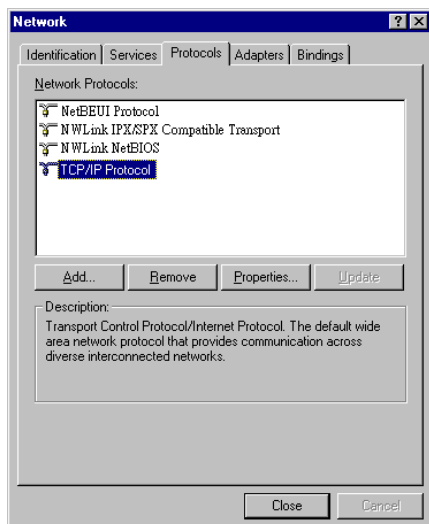 Network
Identification Services Protocols Adapters Bindings
Network Protocols:
NetBEUI Protocol
NWLink IPX/SPX Compatible Transport
NWLink NetBIOS
TCP/IP Protocol
Add... Remove Properties... Update
Description:
Transport Control Protocol/Internet Protocol. The default wide
area network protocol that provides communication across
diverse interconnected networks.
Close Cancel